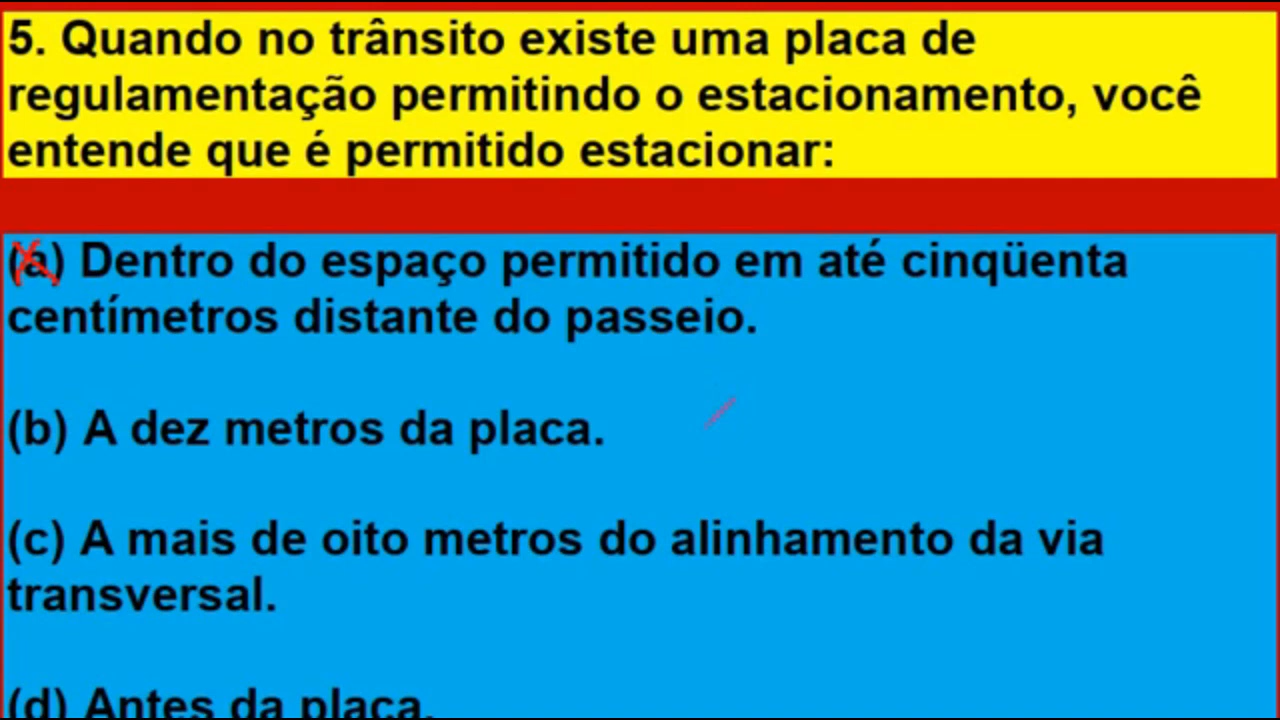 5. Quando no trânsito existe uma placa de
regulamentação permitindo o estacionamento, você
entende que é permitido estacionar:
(a) Dentro do espaço permitido em até cinqüenta
centímetros distante do passeio.
(b) A dez metros da placa.
(c) A mais de oito metros do alinhamento da via
transversal.
(d) Antes da placa.